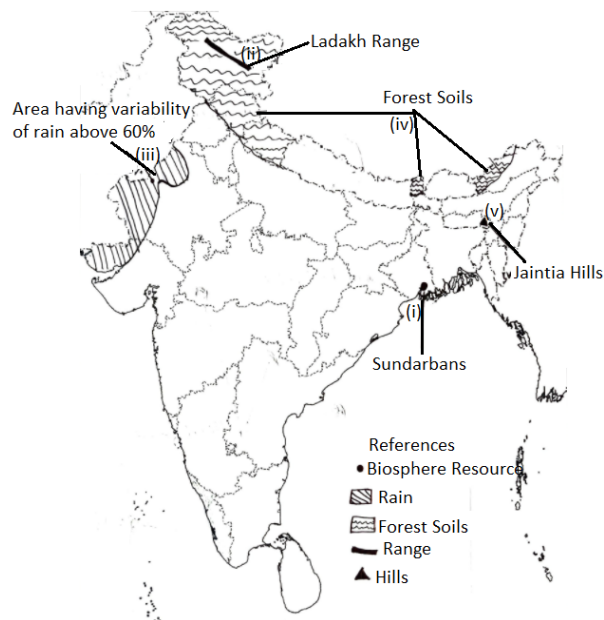 Ladakh Range
(ii)
Forest Soils
(iv)
Area having variability
of rain above 60%
(iii)
(v)
Jaintia Hills
(i)
Sundarbans
References
Biosphere Resource
Rain
Forest Soils
Range
Hills